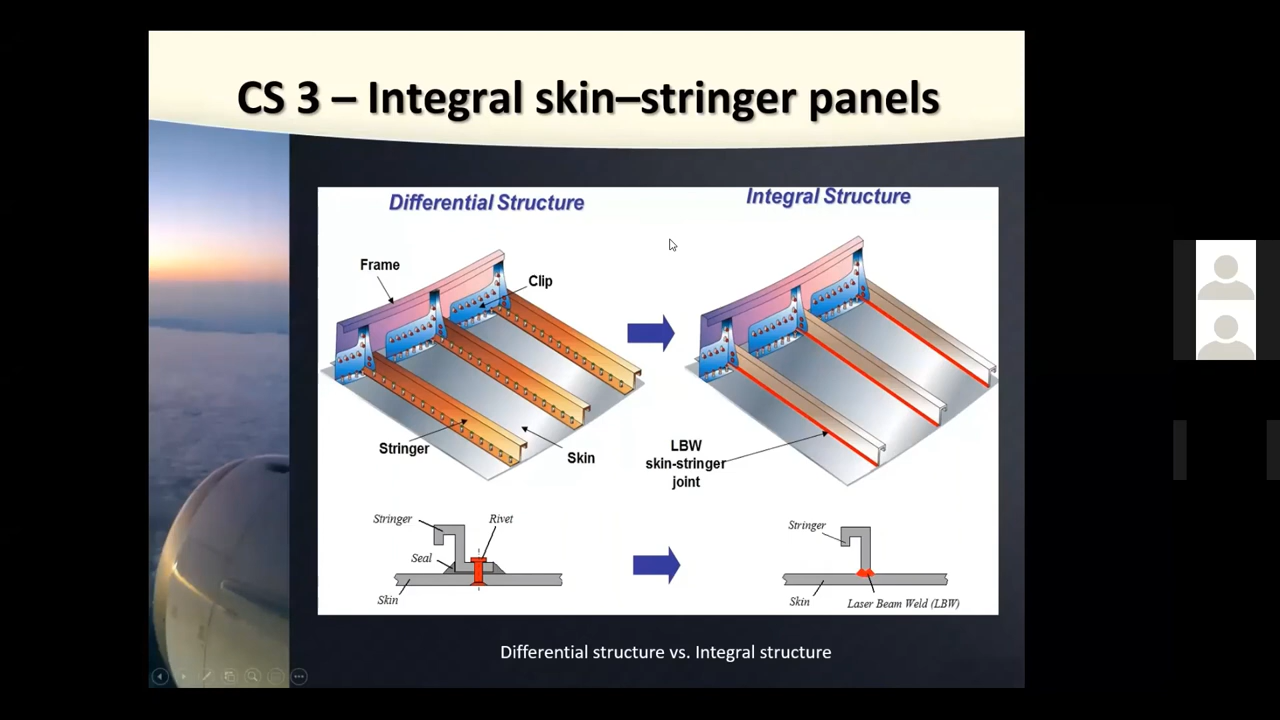 CS 3 – Integral skin–stringer panels
Differential Structure
Integral Structure
Frame
Clip
Stringer
Skin
LBW
skin-stringer
joint
Stringer
Rivet
Seal
Skin
Stringer
Skin
Laser Beam Weld (LBW)
Differential structure vs. Integral structure